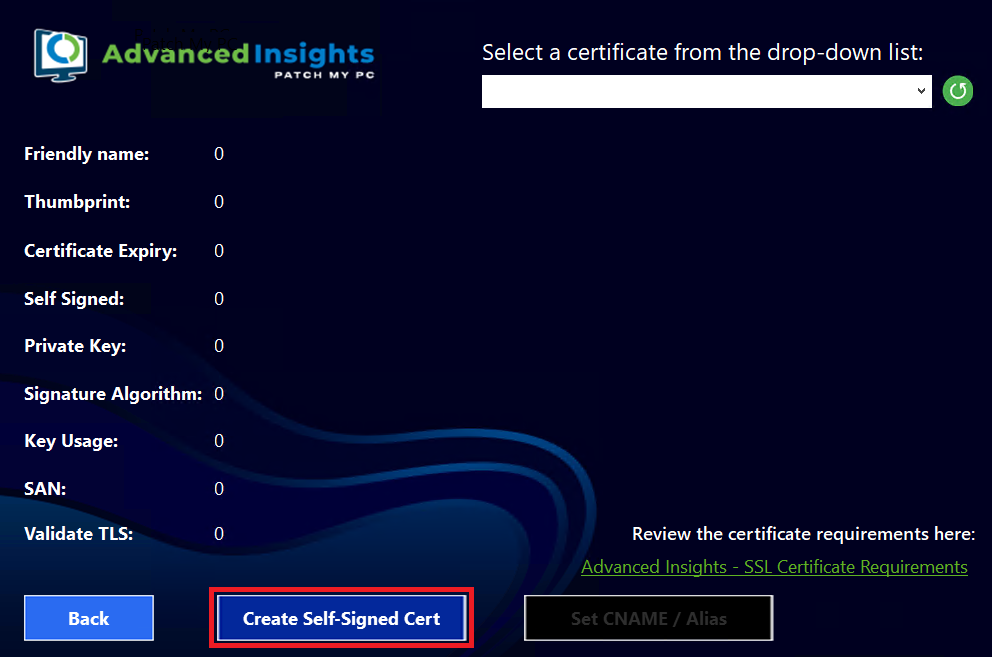 Advanced Insights
PATCH MY PC
Select a certificate from the drop-down list:
Friendly name: 0
Thumbprint: 0
Certificate Expiry: 0
Self Signed: 0
Private Key: 0
Signature Algorithm: 0
Key Usage: 0
SAN: 0
Validate TLS: 0
Review the certificate requirements here:
Advanced Insights - SSL Certificate Requirements
Back
Create Self-Signed Cert
Set CNAME / Alias